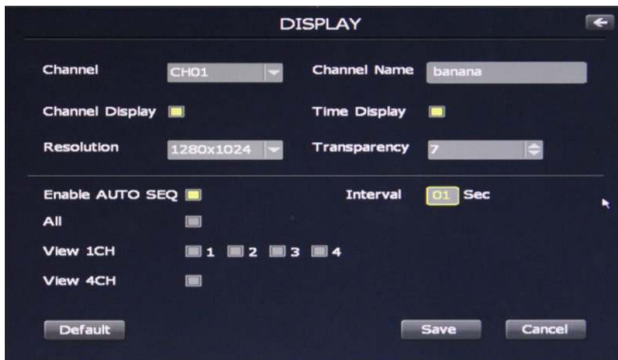 DISPLAY
Channel CH01 Channel Name banana
Channel Display Time Display
Resolution 1280x1024 Transparency 7
Enable AUTO SEQ Interval 01 Sec
All
View 1CH 1 2 3 4
View 4CH
Default Save Cancel